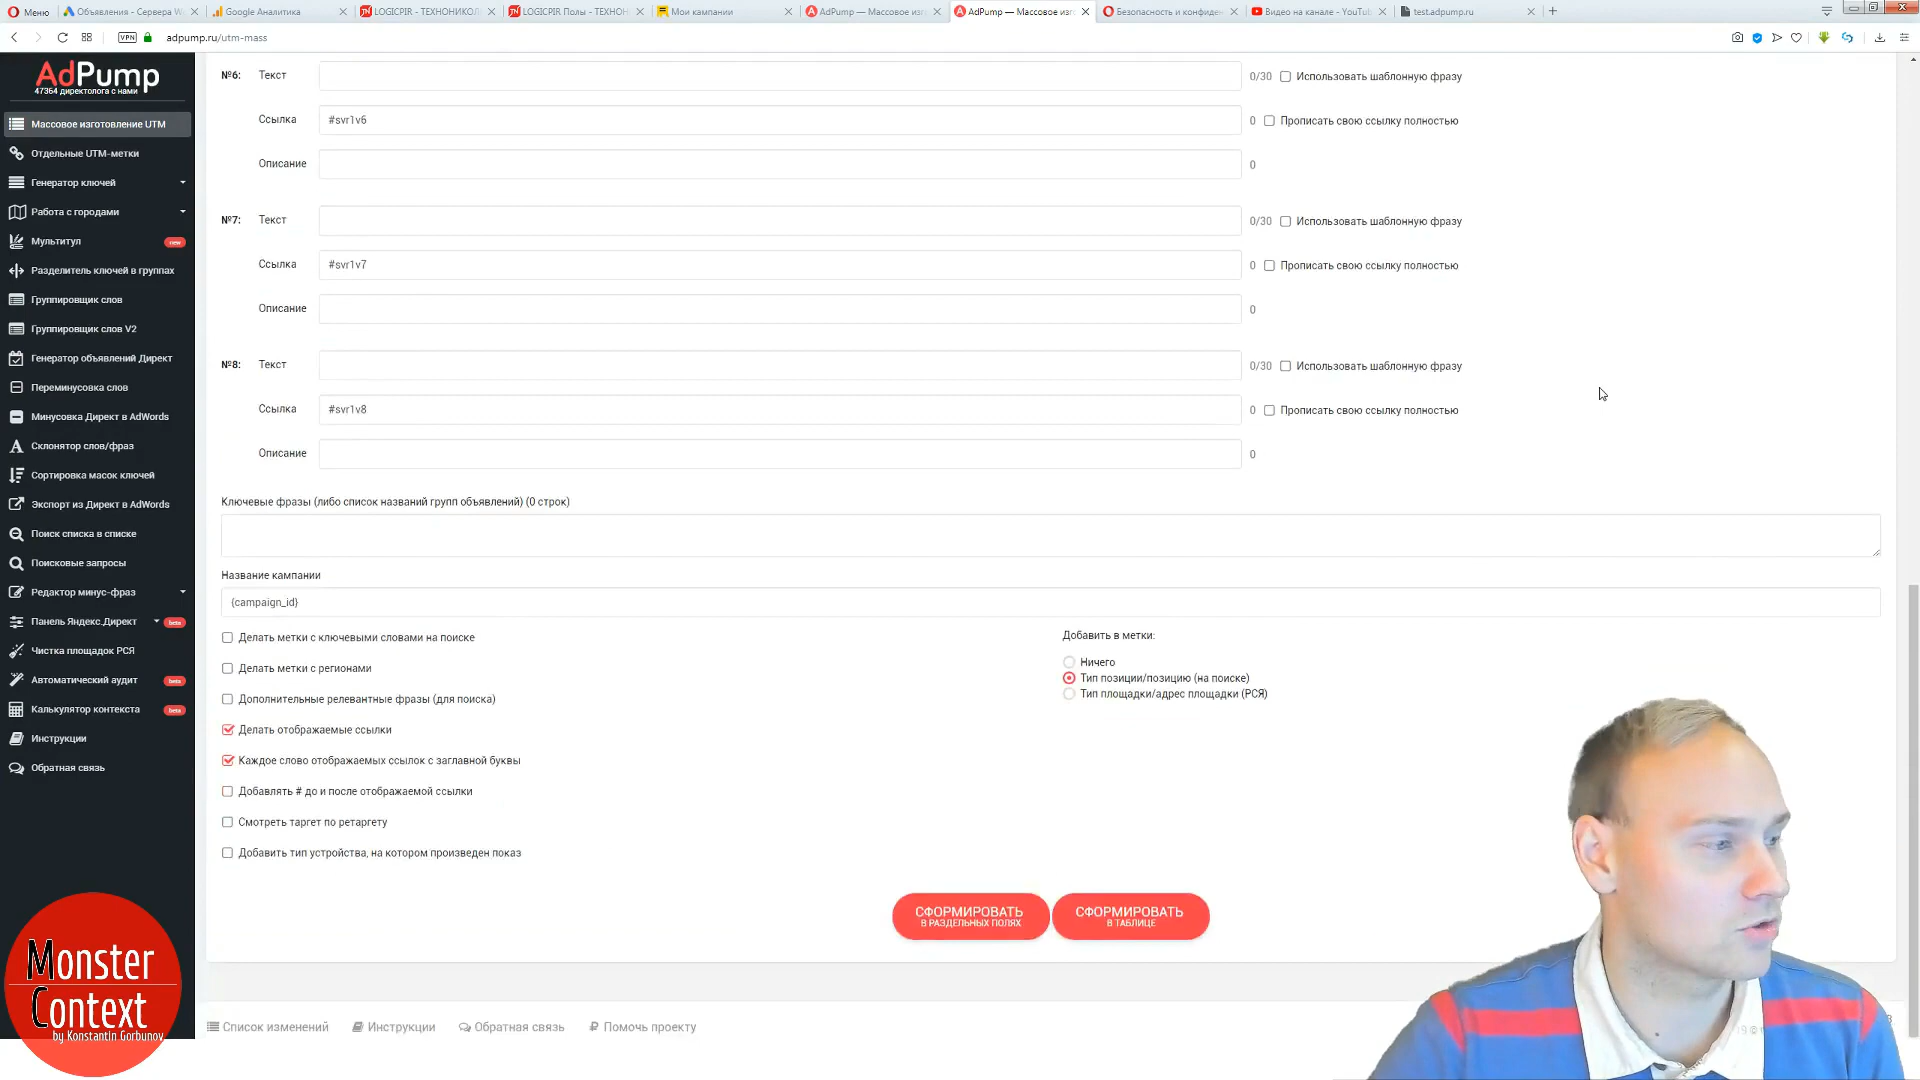 Меню
Объявления - Сервера W
Google Аналитика
LOGICPIR - ТЕХНОНИКОЛ
LOGICPIR Полы - ТЕХНОН
Мои кампании
AdPump — Массовое изг
AdPump — Массовое изг
Безопасность и конфиден
Видео на канале - YouTub
test.adpump.ru
VPN
adpump.ru/utm-mass
AdPump
47364 директолога с нами
Массовое изготовление UTM
Отдельные UTM-метки
Генератор ключей
Работа с городами
Мультитул new
Разделитель ключей в группах
Группировщик слов
Группировщик слов V2
Генератор объявлений Директ
Переминусовка слов
Минусовка Директ в AdWords
Склонятор слов/фраз
Сортировка масок ключей
Экспорт из Директ в AdWords
Поиск списка в списке
Поисковые запросы
Редактор минус-фраз
Панель Яндекс.Директ beta
Чистка площадок РСЯ
Автоматический аудит beta
Калькулятор контекста beta
Инструкции
Обратная связь
№6: Текст 0/30 Использовать шаблонную фразу
Ссылка #svr1v6 0 Прописать свою ссылку полностью
Описание 0
№7: Текст 0/30 Использовать шаблонную фразу
Ссылка #svr1v7 0 Прописать свою ссылку полностью
Описание 0
№8: Текст 0/30 Использовать шаблонную фразу
Ссылка #svr1v8 0 Прописать свою ссылку полностью
Описание 0
Ключевые фразы (либо список названий групп объявлений) (0 строк)
Название кампании
{campaign_id}
Делать метки с ключевыми словами на поиске
Делать метки с регионами
Дополнительные релевантные фразы (для поиска)
Делать отображаемые ссылки
Каждое слово отображаемых ссылок с заглавной буквы
Добавлять # до и после отображаемой ссылки
Смотреть таргет по ретаргету
Добавить тип устройства, на котором произведен показ
Добавить в метки:
Ничего
Тип позиции/позицию (на поиске)
Тип площадки/адрес площадки (РСЯ)
СФОРМИРОВАТЬ
В РАЗДЕЛЬНЫХ ПОЛЯХ
СФОРМИРОВАТЬ
В ТАБЛИЦЕ
Список изменений
Инструкции
Обратная связь
Помочь проекту
Monster
Context
by Konstantin Gorbunov